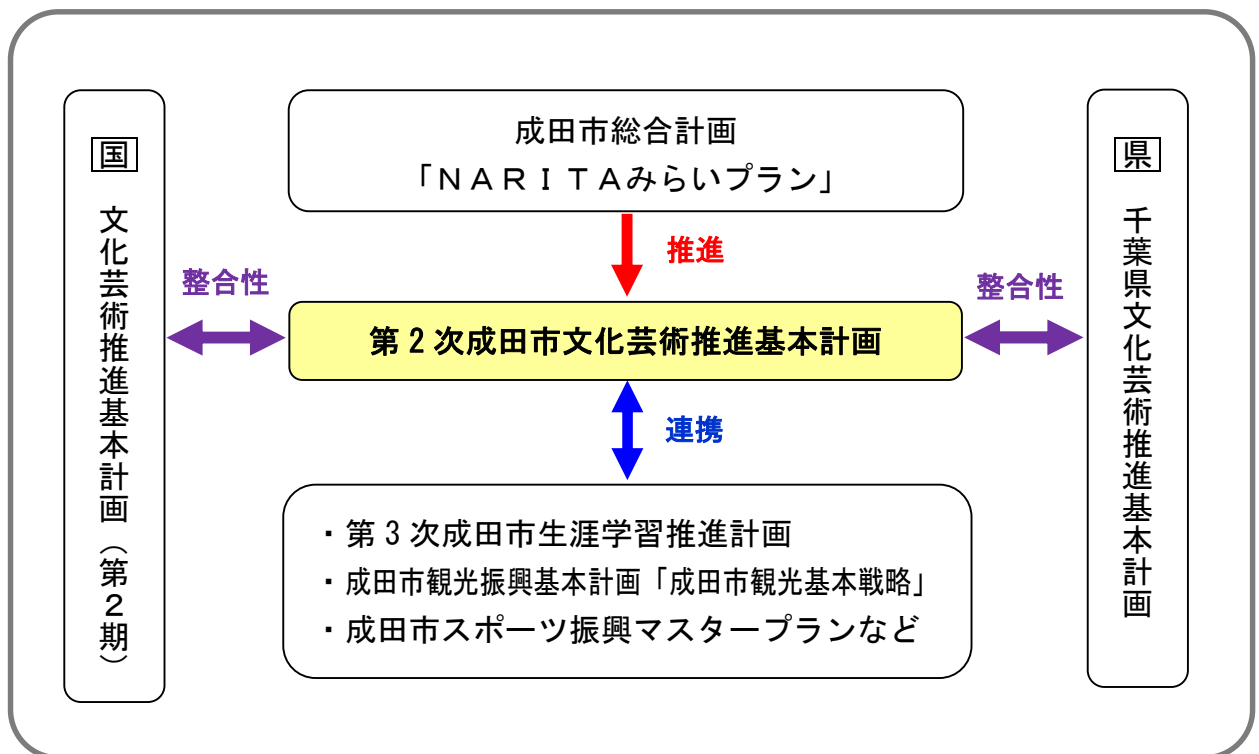 国
文化芸術推進基本計画（第２期）
成田市総合計画
「ＮＡＲＩＴＡみらいプラン」
推進
整合性
第２次成田市文化芸術推進基本計画
整合性
連携
・第３次成田市生涯学習推進計画
・成田市観光振興基本計画「成田市観光基本戦略」
・成田市スポーツ振興マスタープランなど
県
千葉県文化芸術推進基本計画